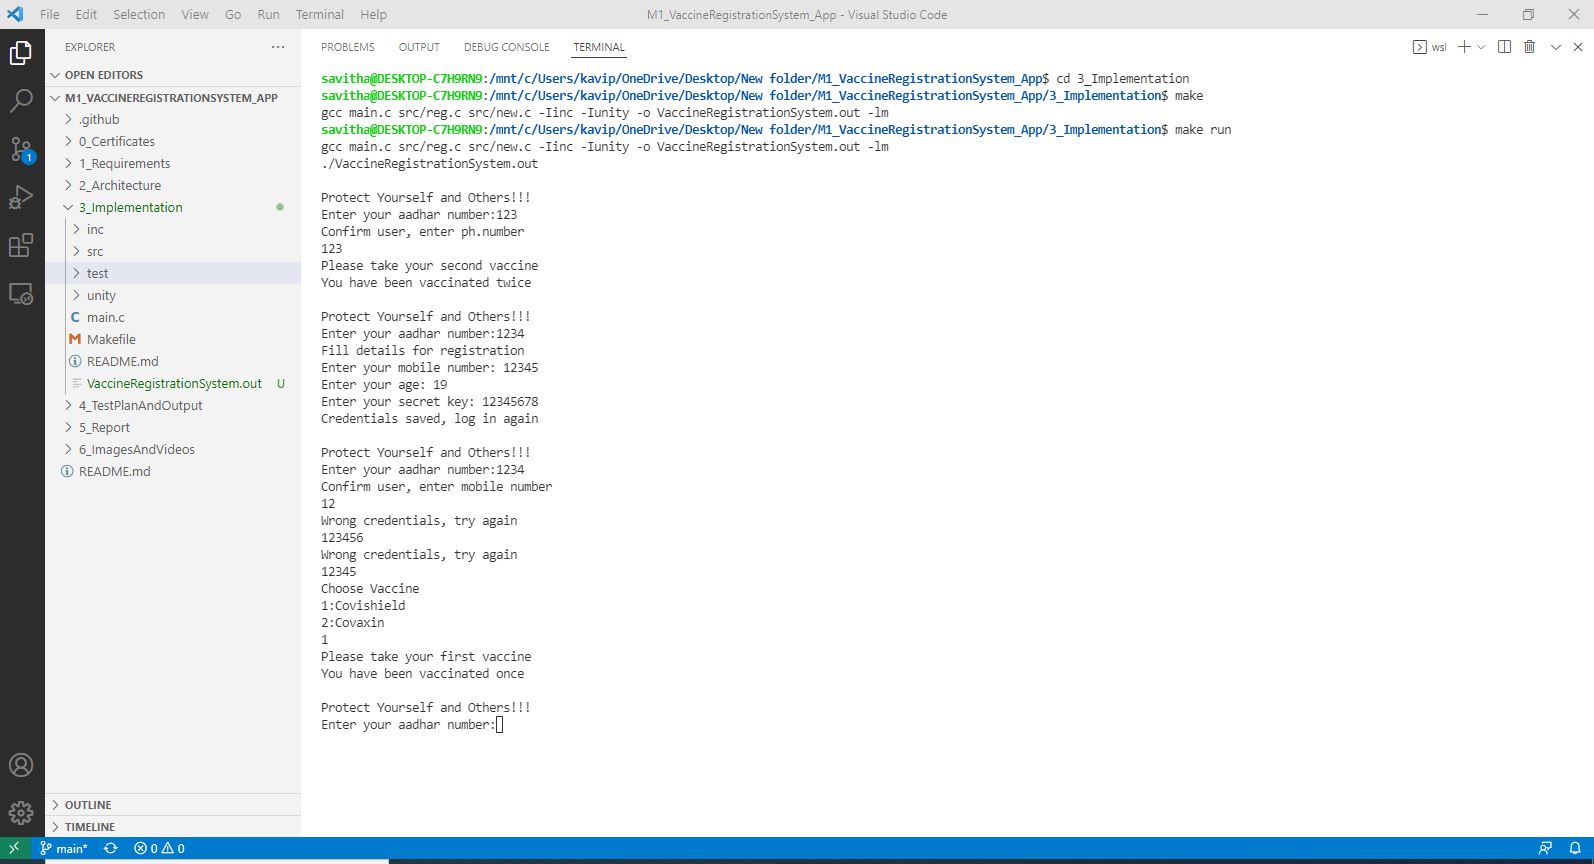 File Edit Selection View Go Run Terminal Help
M1_VaccineRegistrationSystem_App - Visual Studio Code
EXPLORER
OPEN EDITORS
M1_VACCINEREGISTRATIONSYSTEM_APP
.github
0_Certificates
1_Requirements
2_Architecture
3_Implementation
inc
src
test
unity
C main.c
M Makefile
README.md
VaccineRegistrationSystem.out U
4_TestPlanAndOutput
5_Report
6_ImagesAndVideos
README.md
OUTLINE
TIMELINE
1
PROBLEMS OUTPUT DEBUG CONSOLE TERMINAL
wsl
savitha@DESKTOP-C7H9RN9:/mnt/c/Users/kavip/OneDrive/Desktop/New folder/M1_VaccineRegistrationSystem_App$ cd 3_Implementation
savitha@DESKTOP-C7H9RN9:/mnt/c/Users/kavip/OneDrive/Desktop/New folder/M1_VaccineRegistrationSystem_App/3_Implementation$ make
gcc main.c src/reg.c src/new.c -Iinc -Iunity -o VaccineRegistrationSystem.out -lm
savitha@DESKTOP-C7H9RN9:/mnt/c/Users/kavip/OneDrive/Desktop/New folder/M1_VaccineRegistrationSystem_App/3_Implementation$ make run
gcc main.c src/reg.c src/new.c -Iinc -Iunity -o VaccineRegistrationSystem.out -lm
./VaccineRegistrationSystem.out
Protect Yourself and Others!!!
Enter your aadhar number:123
Confirm user, enter ph.number
123
Please take your second vaccine
You have been vaccinated twice
Protect Yourself and Others!!!
Enter your aadhar number:1234
Fill details for registration
Enter your mobile number: 12345
Enter your age: 19
Enter your secret key: 12345678
Credentials saved, log in again
Protect Yourself and Others!!!
Enter your aadhar number:1234
Confirm user, enter mobile number
12
Wrong credentials, try again
123456
Wrong credentials, try again
12345
Choose Vaccine
1:Covishield
2:Covaxin
1
Please take your first vaccine
You have been vaccinated once
Protect Yourself and Others!!!
Enter your aadhar number:
main* 0 0